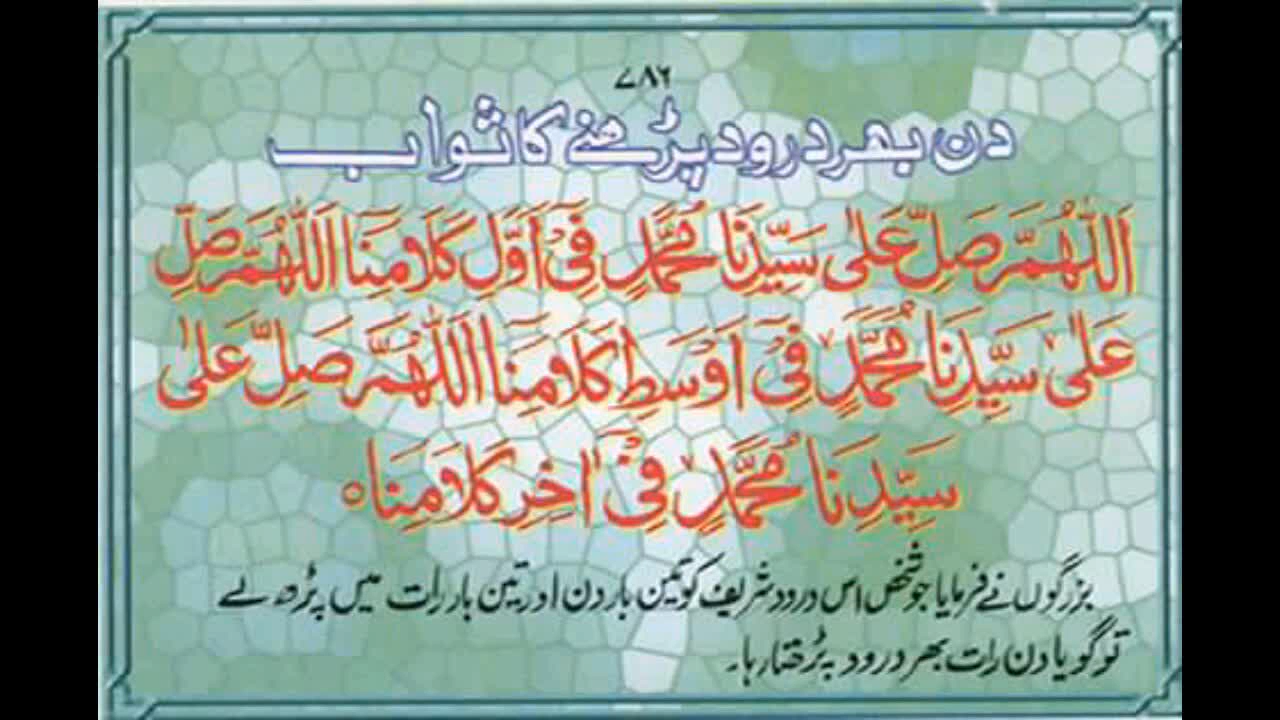 ۷۸۶
دن بھر درود پڑھنے کا ثواب
اَللّٰهُمَّ صَلِّ عَلٰی سَیِّدِنَا مُحَمَّدٍ فِیْٓ اَوَّلِ کَلَامِنَا اَللّٰهُمَّ صَلِّ
عَلٰی سَیِّدِنَا مُحَمَّدٍ فِیْٓ اَوْسَطِ کَلَامِنَا اَللّٰهُمَّ صَلِّ عَلٰی
سَیِّدِنَا مُحَمَّدٍ فِیْٓ اٰخِرِ کَلَامِنَا ہ
بزرگوں نے فرمایا جو شخص اس درود شریف کو تین بار دن اور تین بار رات میں پڑھ لے
تو گویا دن رات بھر درود پڑھتا رہا۔